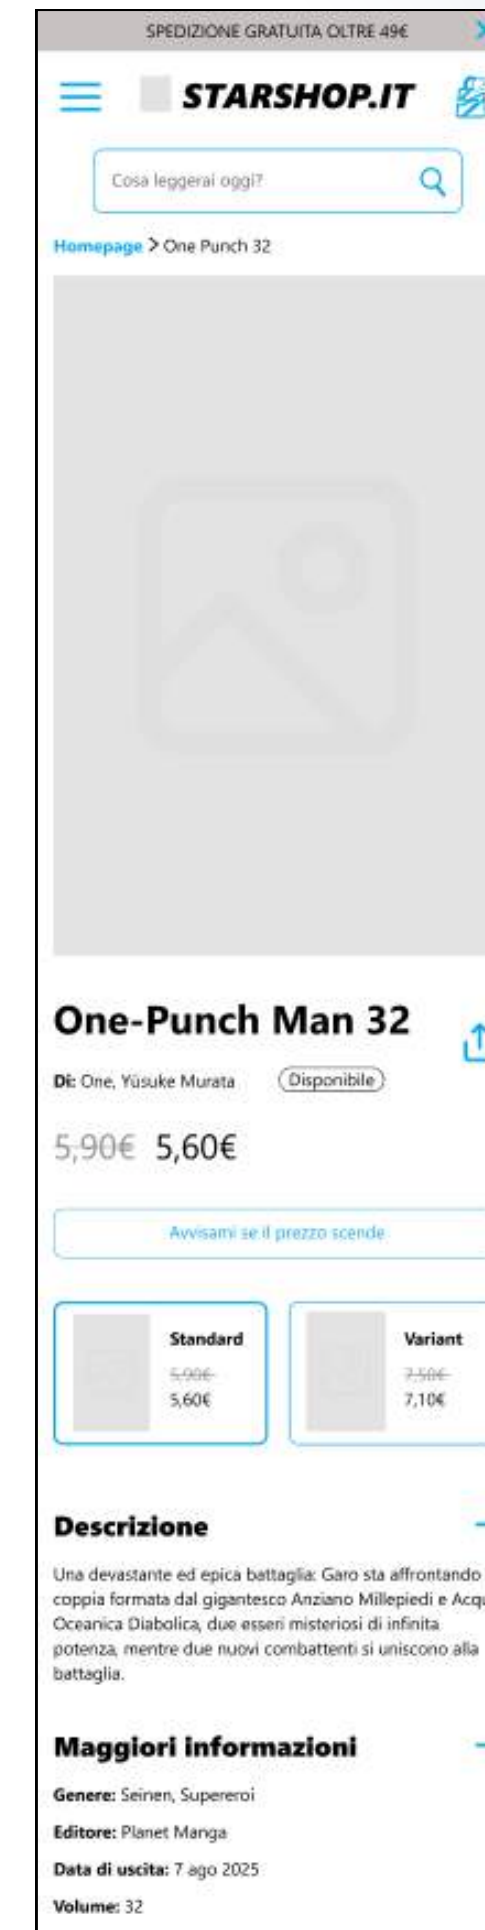 SPEDIZIONE GRATUITA OLTRE 49€
STARSHOP.IT
Cosa leggerai oggi?
Homepage > One Punch 32
One-Punch Man 32
Di: One, Yūsuke Murata Disponibile
5,90€ 5,60€
Avvisami se il prezzo scende
Standard
5,90€
5,60€
Variant
7,50€
7,10€
Descrizione
Una devastante ed epica battaglia: Garo sta affrontando
coppia formata dal gigantesco Anziano Millepiedi e Acqu
Oceanica Diabolica, due esseri misteriosi di infinita
potenza, mentre due nuovi combattenti si uniscono alla
battaglia.
Maggiori informazioni
Genere: Seinen, Supereroi
Editore: Planet Manga
Data di uscita: 7 ago 2025
Volume: 32